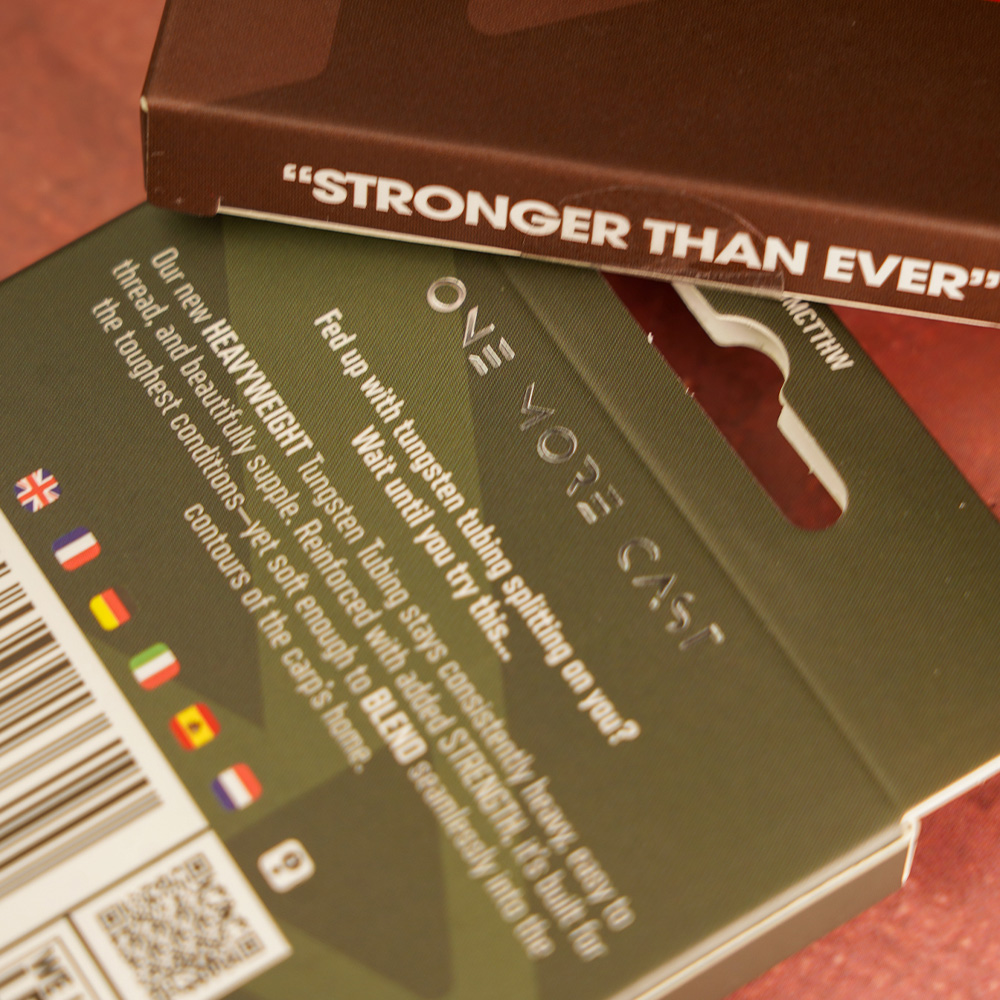 “STRONGER THAN EVER”
MCTTHW
ONE MORE CAST
Fed up with tungsten tubing splitting on you?
Wait until you try this...
Our new HEAVYWEIGHT Tungsten Tubing stays consistently heavy, easy to
thread, and beautifully supple. Reinforced with added STRENGTH, it's built for
the toughest conditions—yet soft enough to BLEND seamlessly into the
contours of the carp's home.
WE